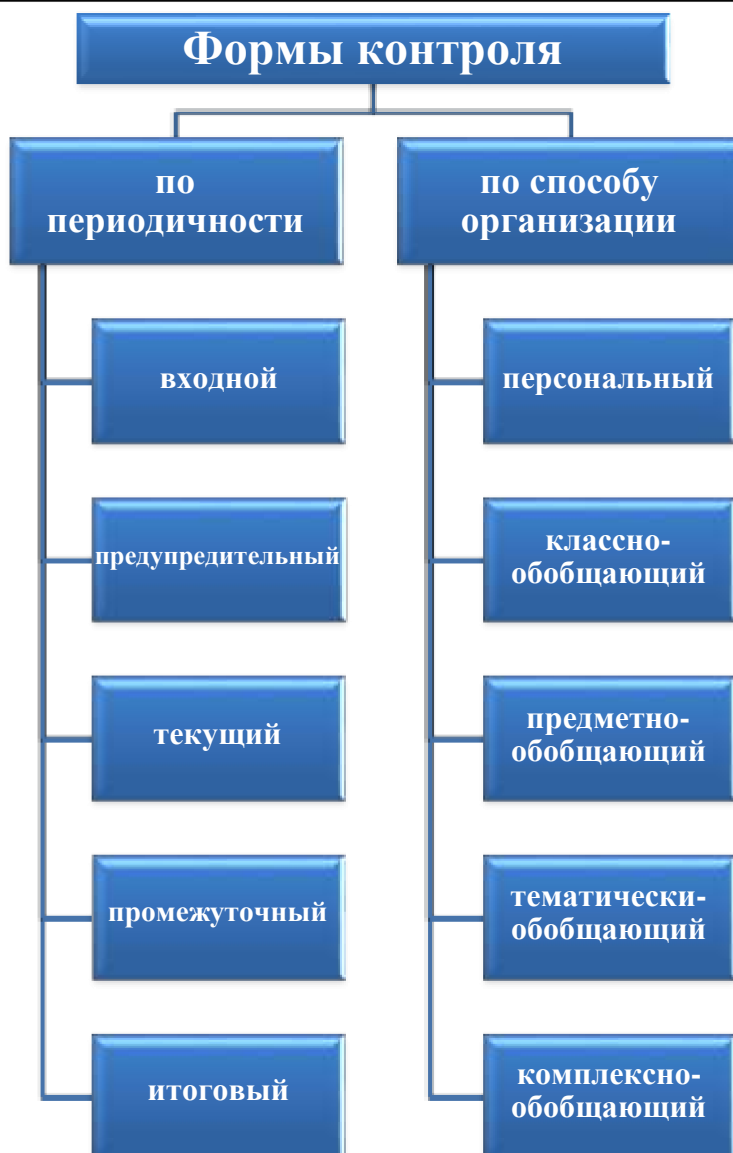 Формы контроля
по
периодичности
входной
предупредительный
текущий
промежуточный
итоговый
по способу
организации
персональный
классно-
обобщающий
предметно-
обобщающий
тематически-
обобщающий
комплексно-
обобщающий